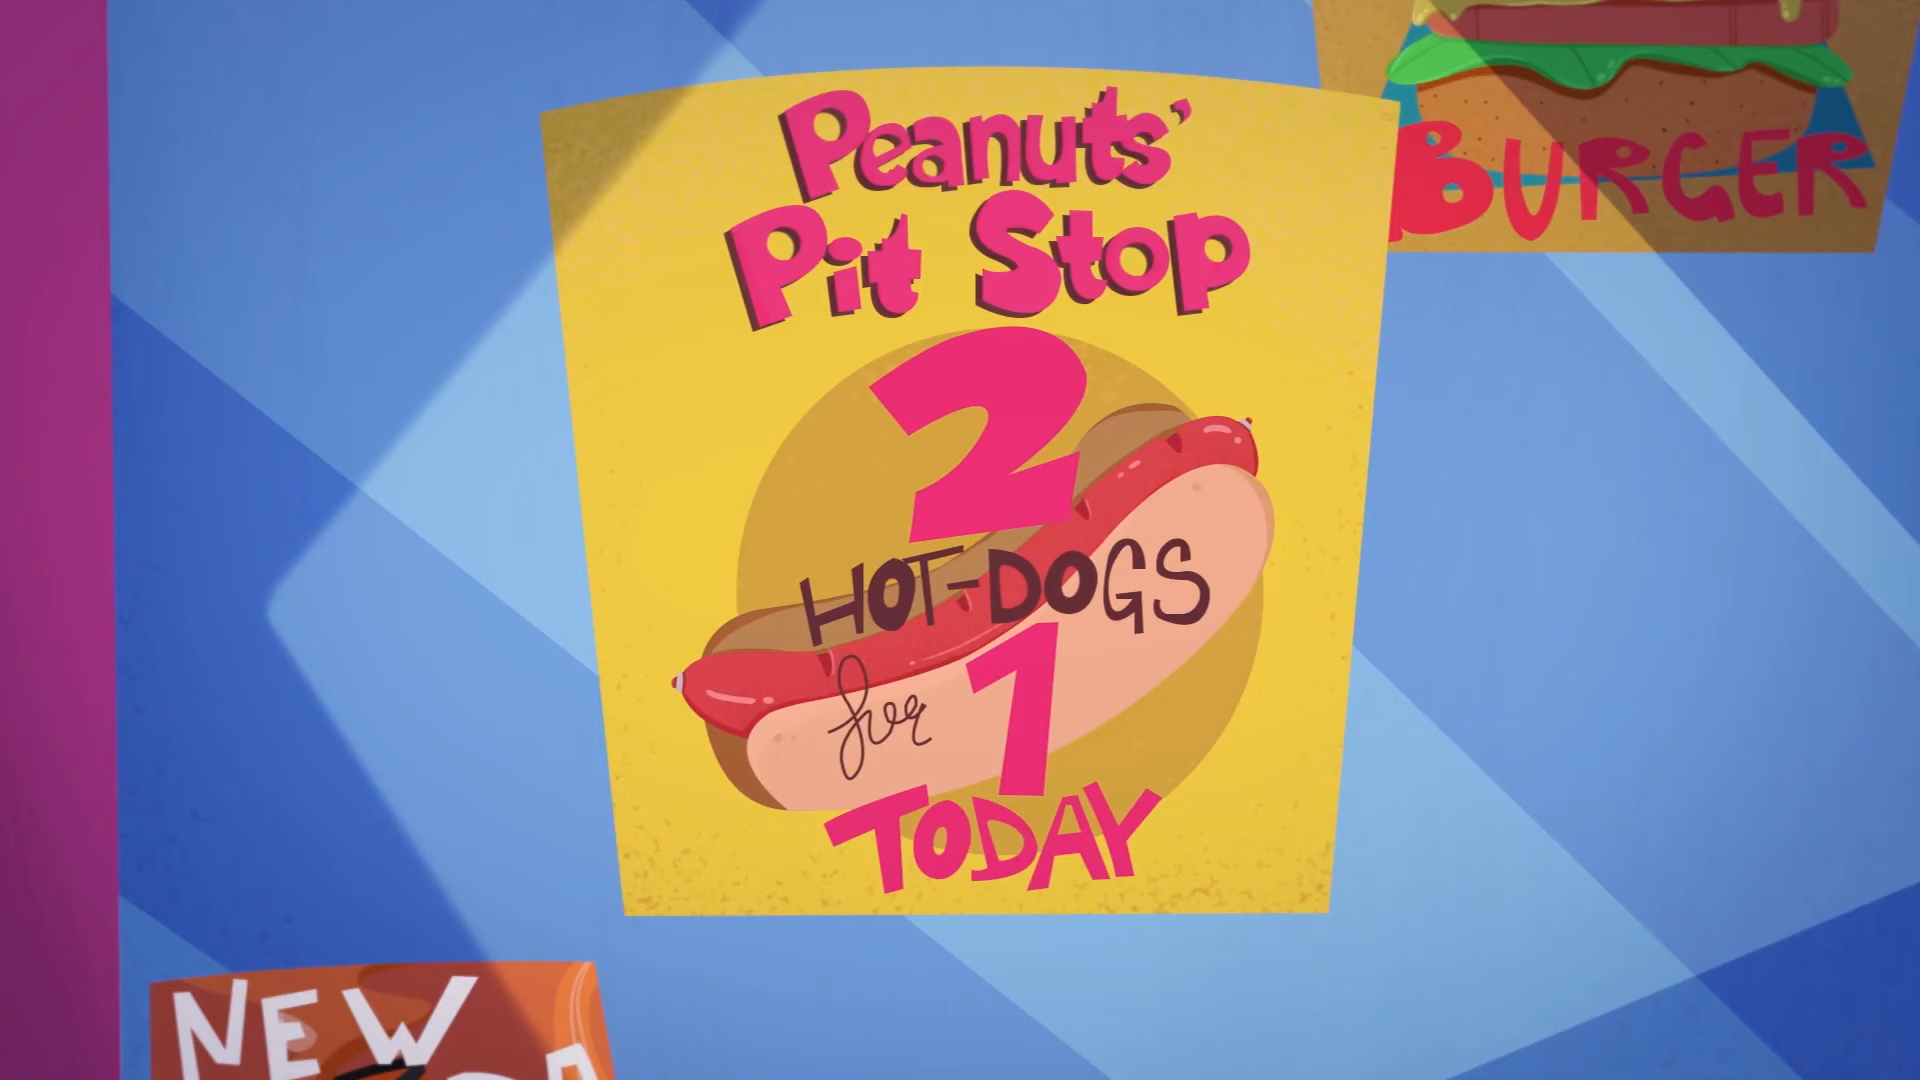 Peanuts'
Pit Stop
2
HOT-DOGS
for 1
TODAY
BURGER
NEW